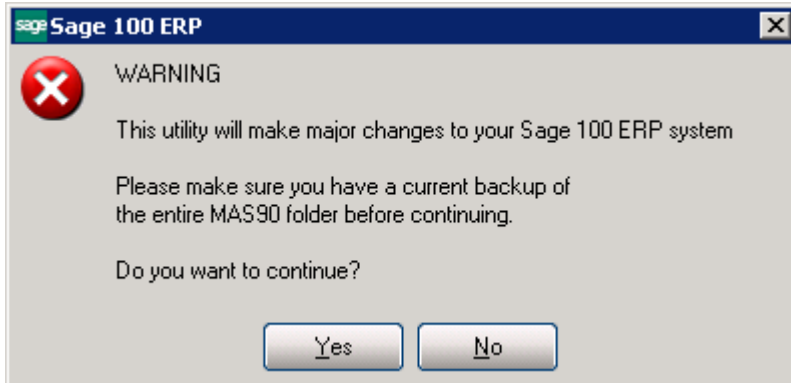 sage Sage 100 ERP
WARNING
This utility will make major changes to your Sage 100 ERP system
Please make sure you have a current backup of
the entire MAS90 folder before continuing.
Do you want to continue?
Yes
No